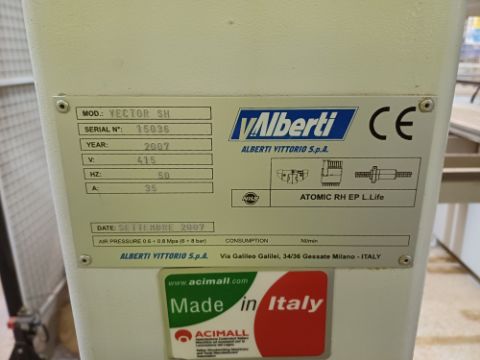 MOD.: VECTOR SH
SERIAL N°: 15036
YEAR: 2007
V: 415
HZ: 50
A: 35
DATE: SETTEMBRE 2007
AIR PRESSURE 0.6 ÷ 0.8 Mpa (6 ÷ 8 bar) CONSUMPTION Nl/min
ALBERTI VITTORIO S.p.A.
vAlberti
ALBERTI VITTORIO S.p.A.
CE
ATOMIC RH EP L.Life
Via Galileo Galilei, 34/36 Gessate Milano - ITALY
www.acimall.com
Made in Italy
ACIMALL